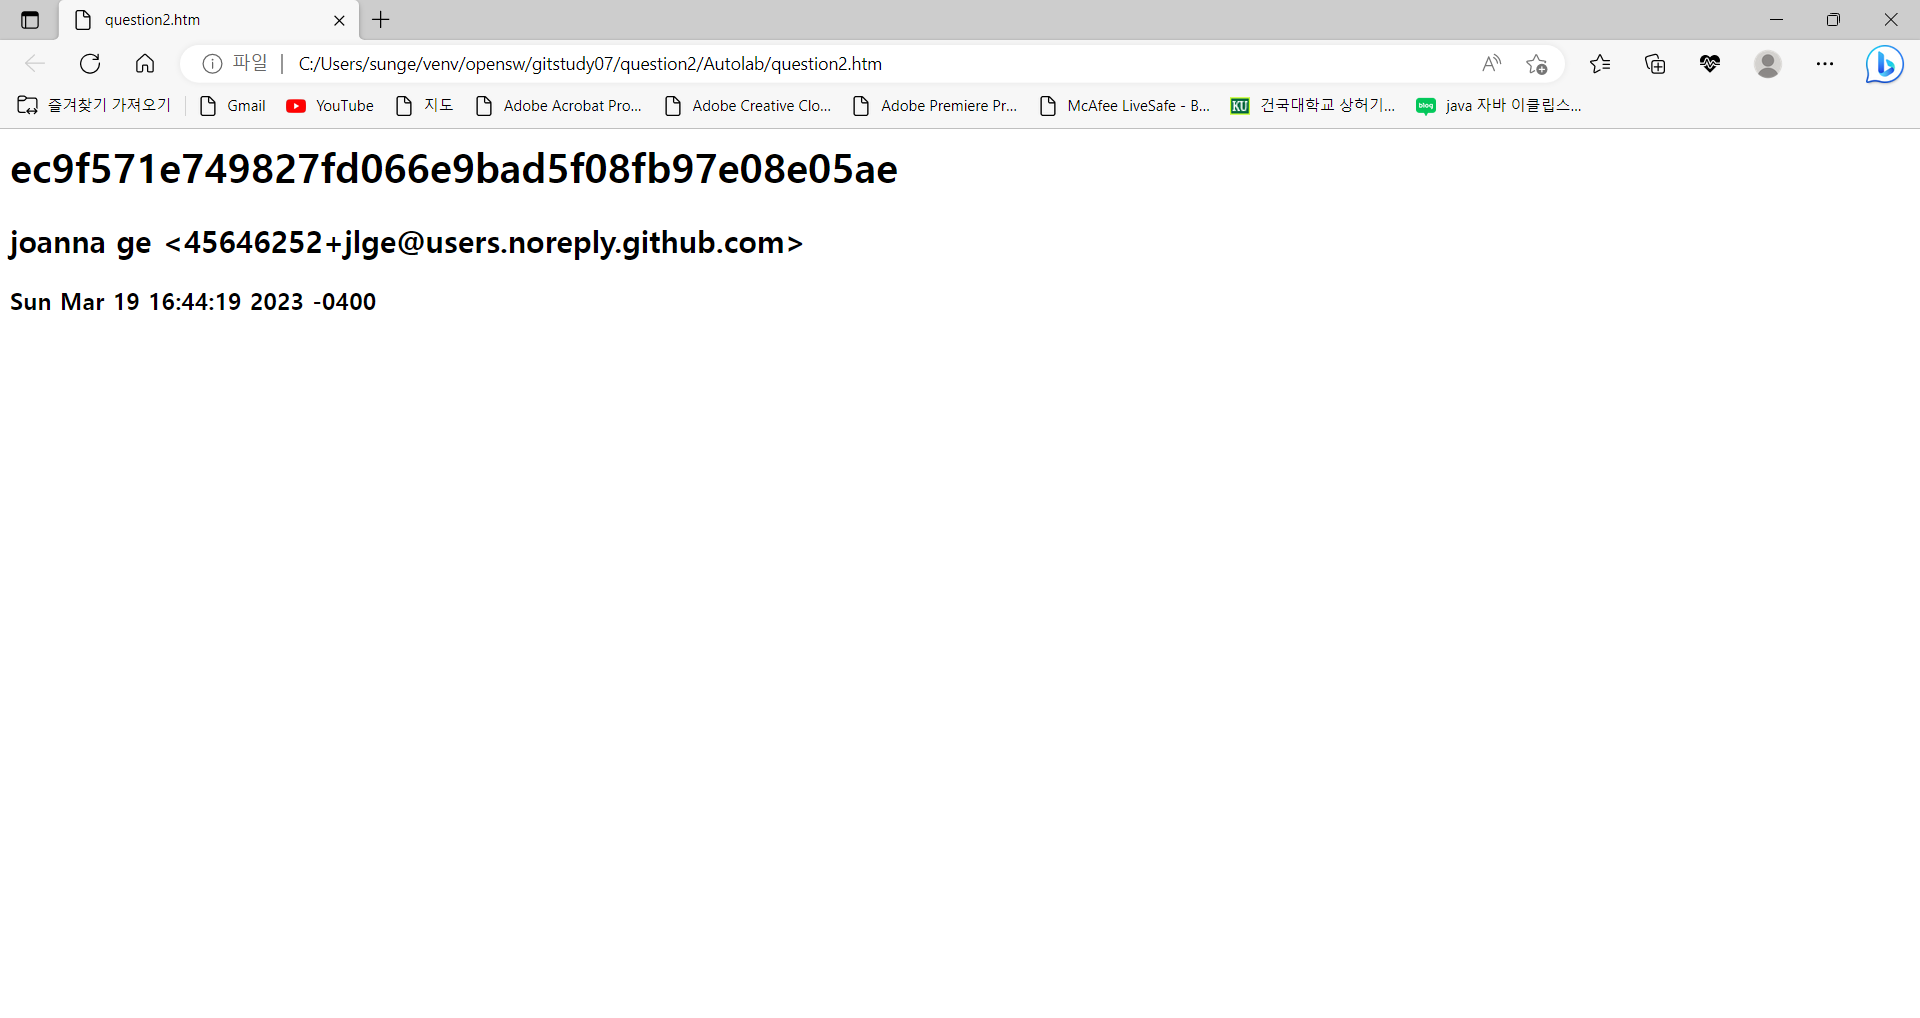 question2.htm
파일 | C:/Users/sunge/venv/opensw/gitstudy07/question2/Autolab/question2.htm
즐겨찾기 가져오기 Gmail YouTube 지도 Adobe Acrobat Pro... Adobe Creative Clo... Adobe Premiere Pr... McAfee LiveSafe - B... KU 건국대학교 상허기... blog java 자바 이클립스...
ec9f571e749827fd066e9bad5f08fb97e08e05ae
joanna ge <45646252+jlge@users.noreply.github.com>
Sun Mar 19 16:44:19 2023 -0400